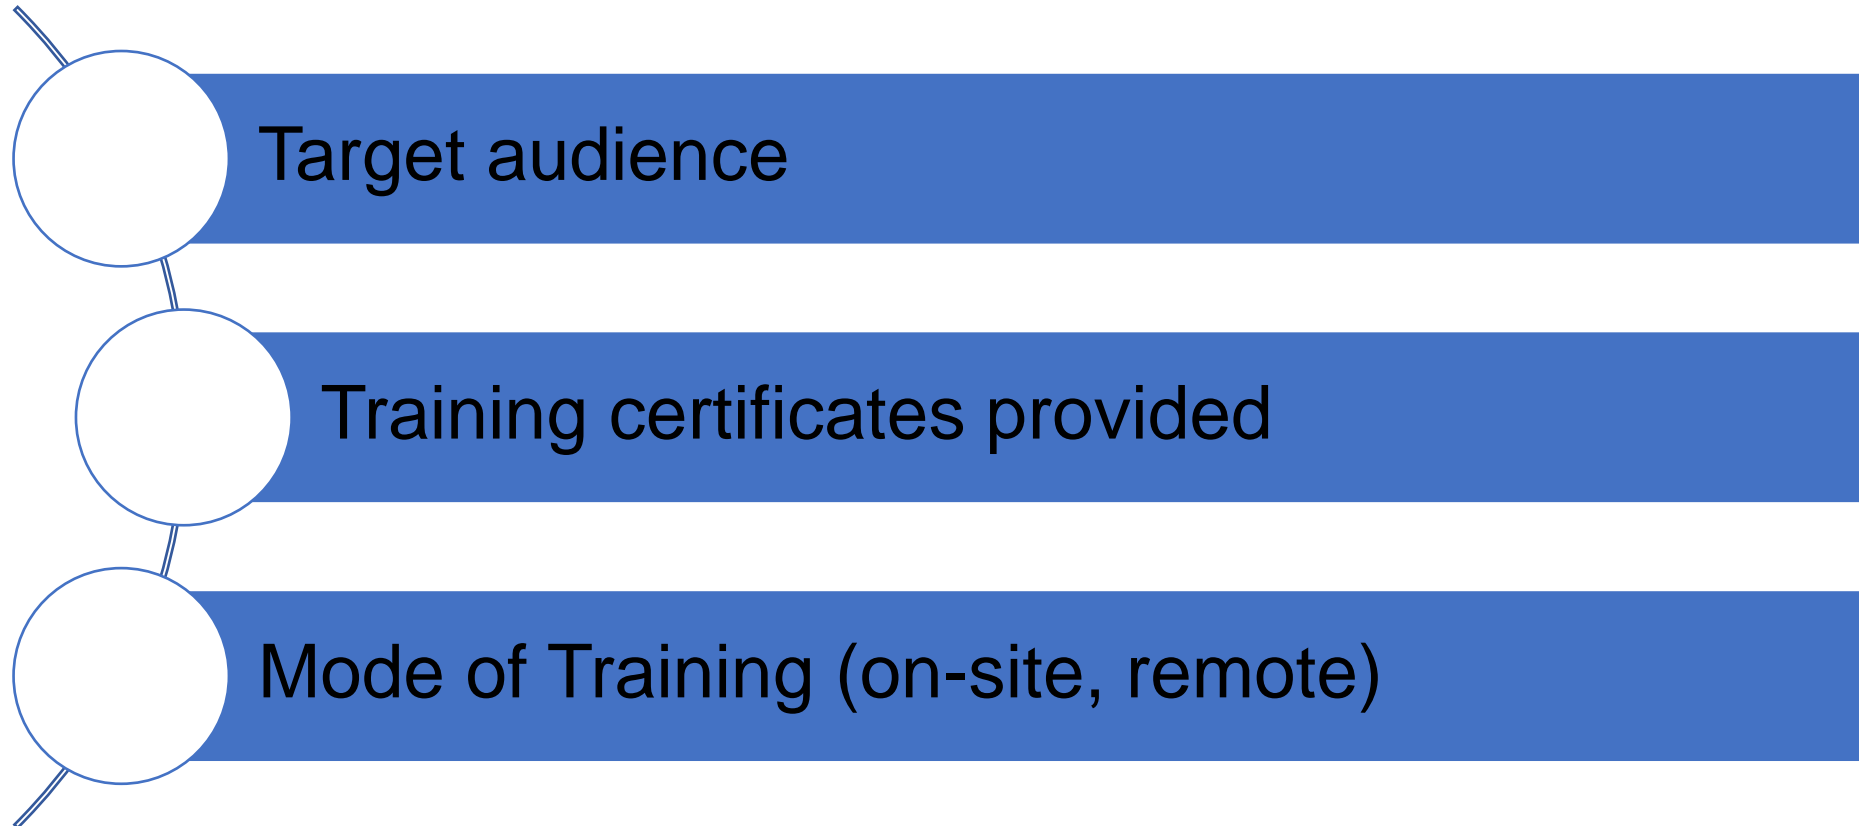 Target audience
Training certificates provided
Mode of Training (on-site, remote)